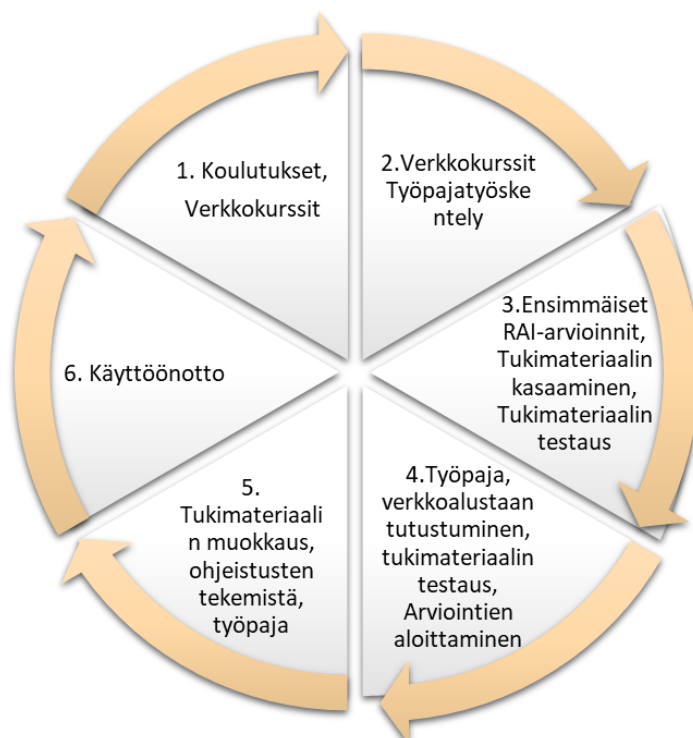 1. Koulutukset,
Verkkokurssit
2.Verkkokurssit
Työpajatyöske
ntely
3.Ensimmäiset
RAI-arvioinnit,
Tukimateriaalin
kasaaminen,
Tukimateriaalin
testaus
4.Työpaja,
verkkoalustaan
tutustuminen,
tukimateriaalin
testaus,
Arviointien
aloittaminen
5.
Tukimateriaali
n muokkaus,
ohjeistusten
tekemistä,
työpaja
6. Käyttöönotto